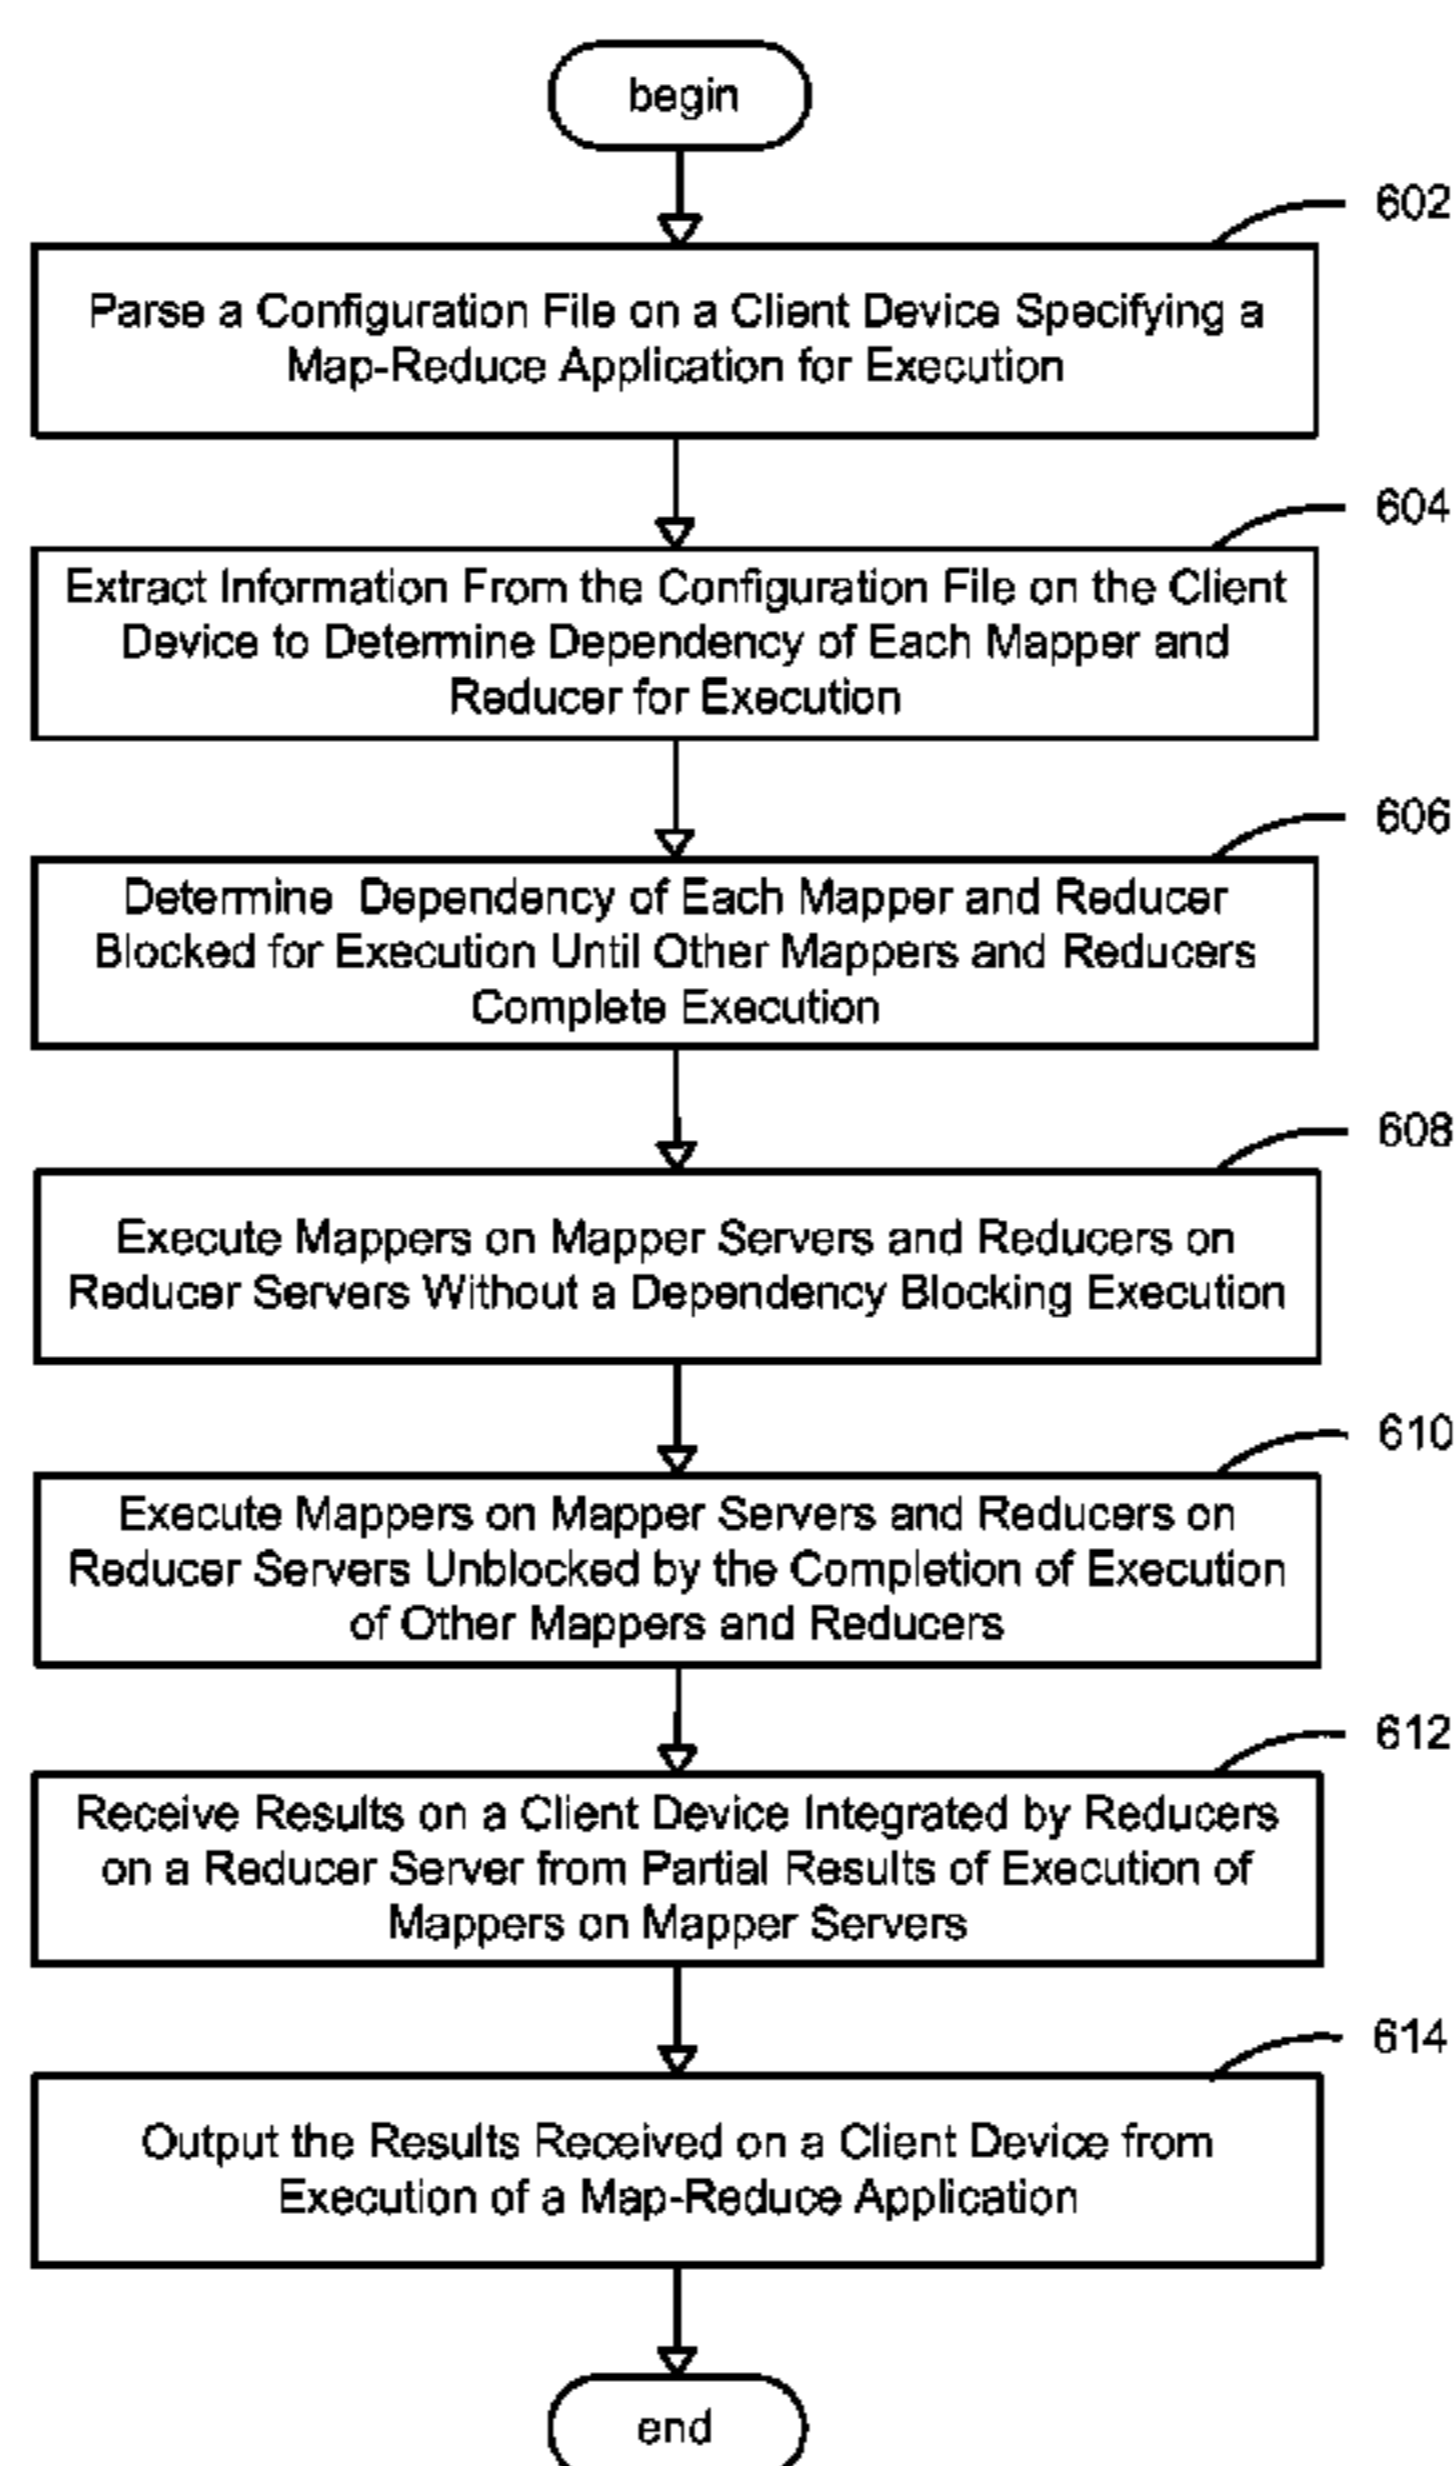 begin
602
Parse a Configuration File on a Client Device Specifying a
Map-Reduce Application for Execution
604
Extract Information From the Configuration File on the Client
Device to Determine Dependency of Each Mapper and
Reducer for Execution
606
Determine Dependency of Each Mapper and Reducer
Blocked for Execution Until Other Mappers and Reducers
Complete Execution
608
Execute Mappers on Mapper Servers and Reducers on
Reducer Servers Without a Dependency Blocking Execution
610
Execute Mappers on Mapper Servers and Reducers on
Reducer Servers Unblocked by the Completion of Execution
of Other Mappers and Reducers
612
Receive Results on a Client Device Integrated by Reducers
on a Reducer Server from Partial Results of Execution of
Mappers on Mapper Servers
614
Output the Results Received on a Client Device from
Execution of a Map-Reduce Application
end